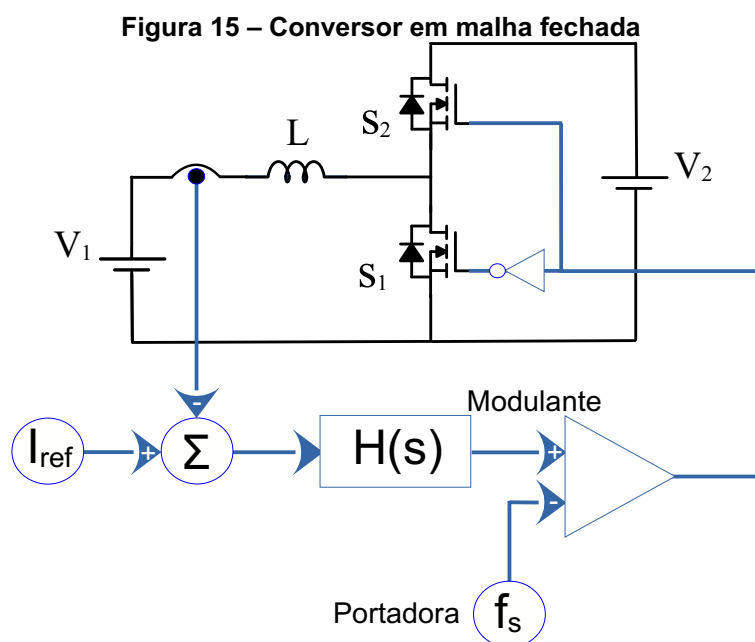 Figura 15 – Conversor em malha fechada
S2
L
V2
V1
S1
Modulante
-
Iref
+
Σ
H(s)
+
-
Portadora
fs